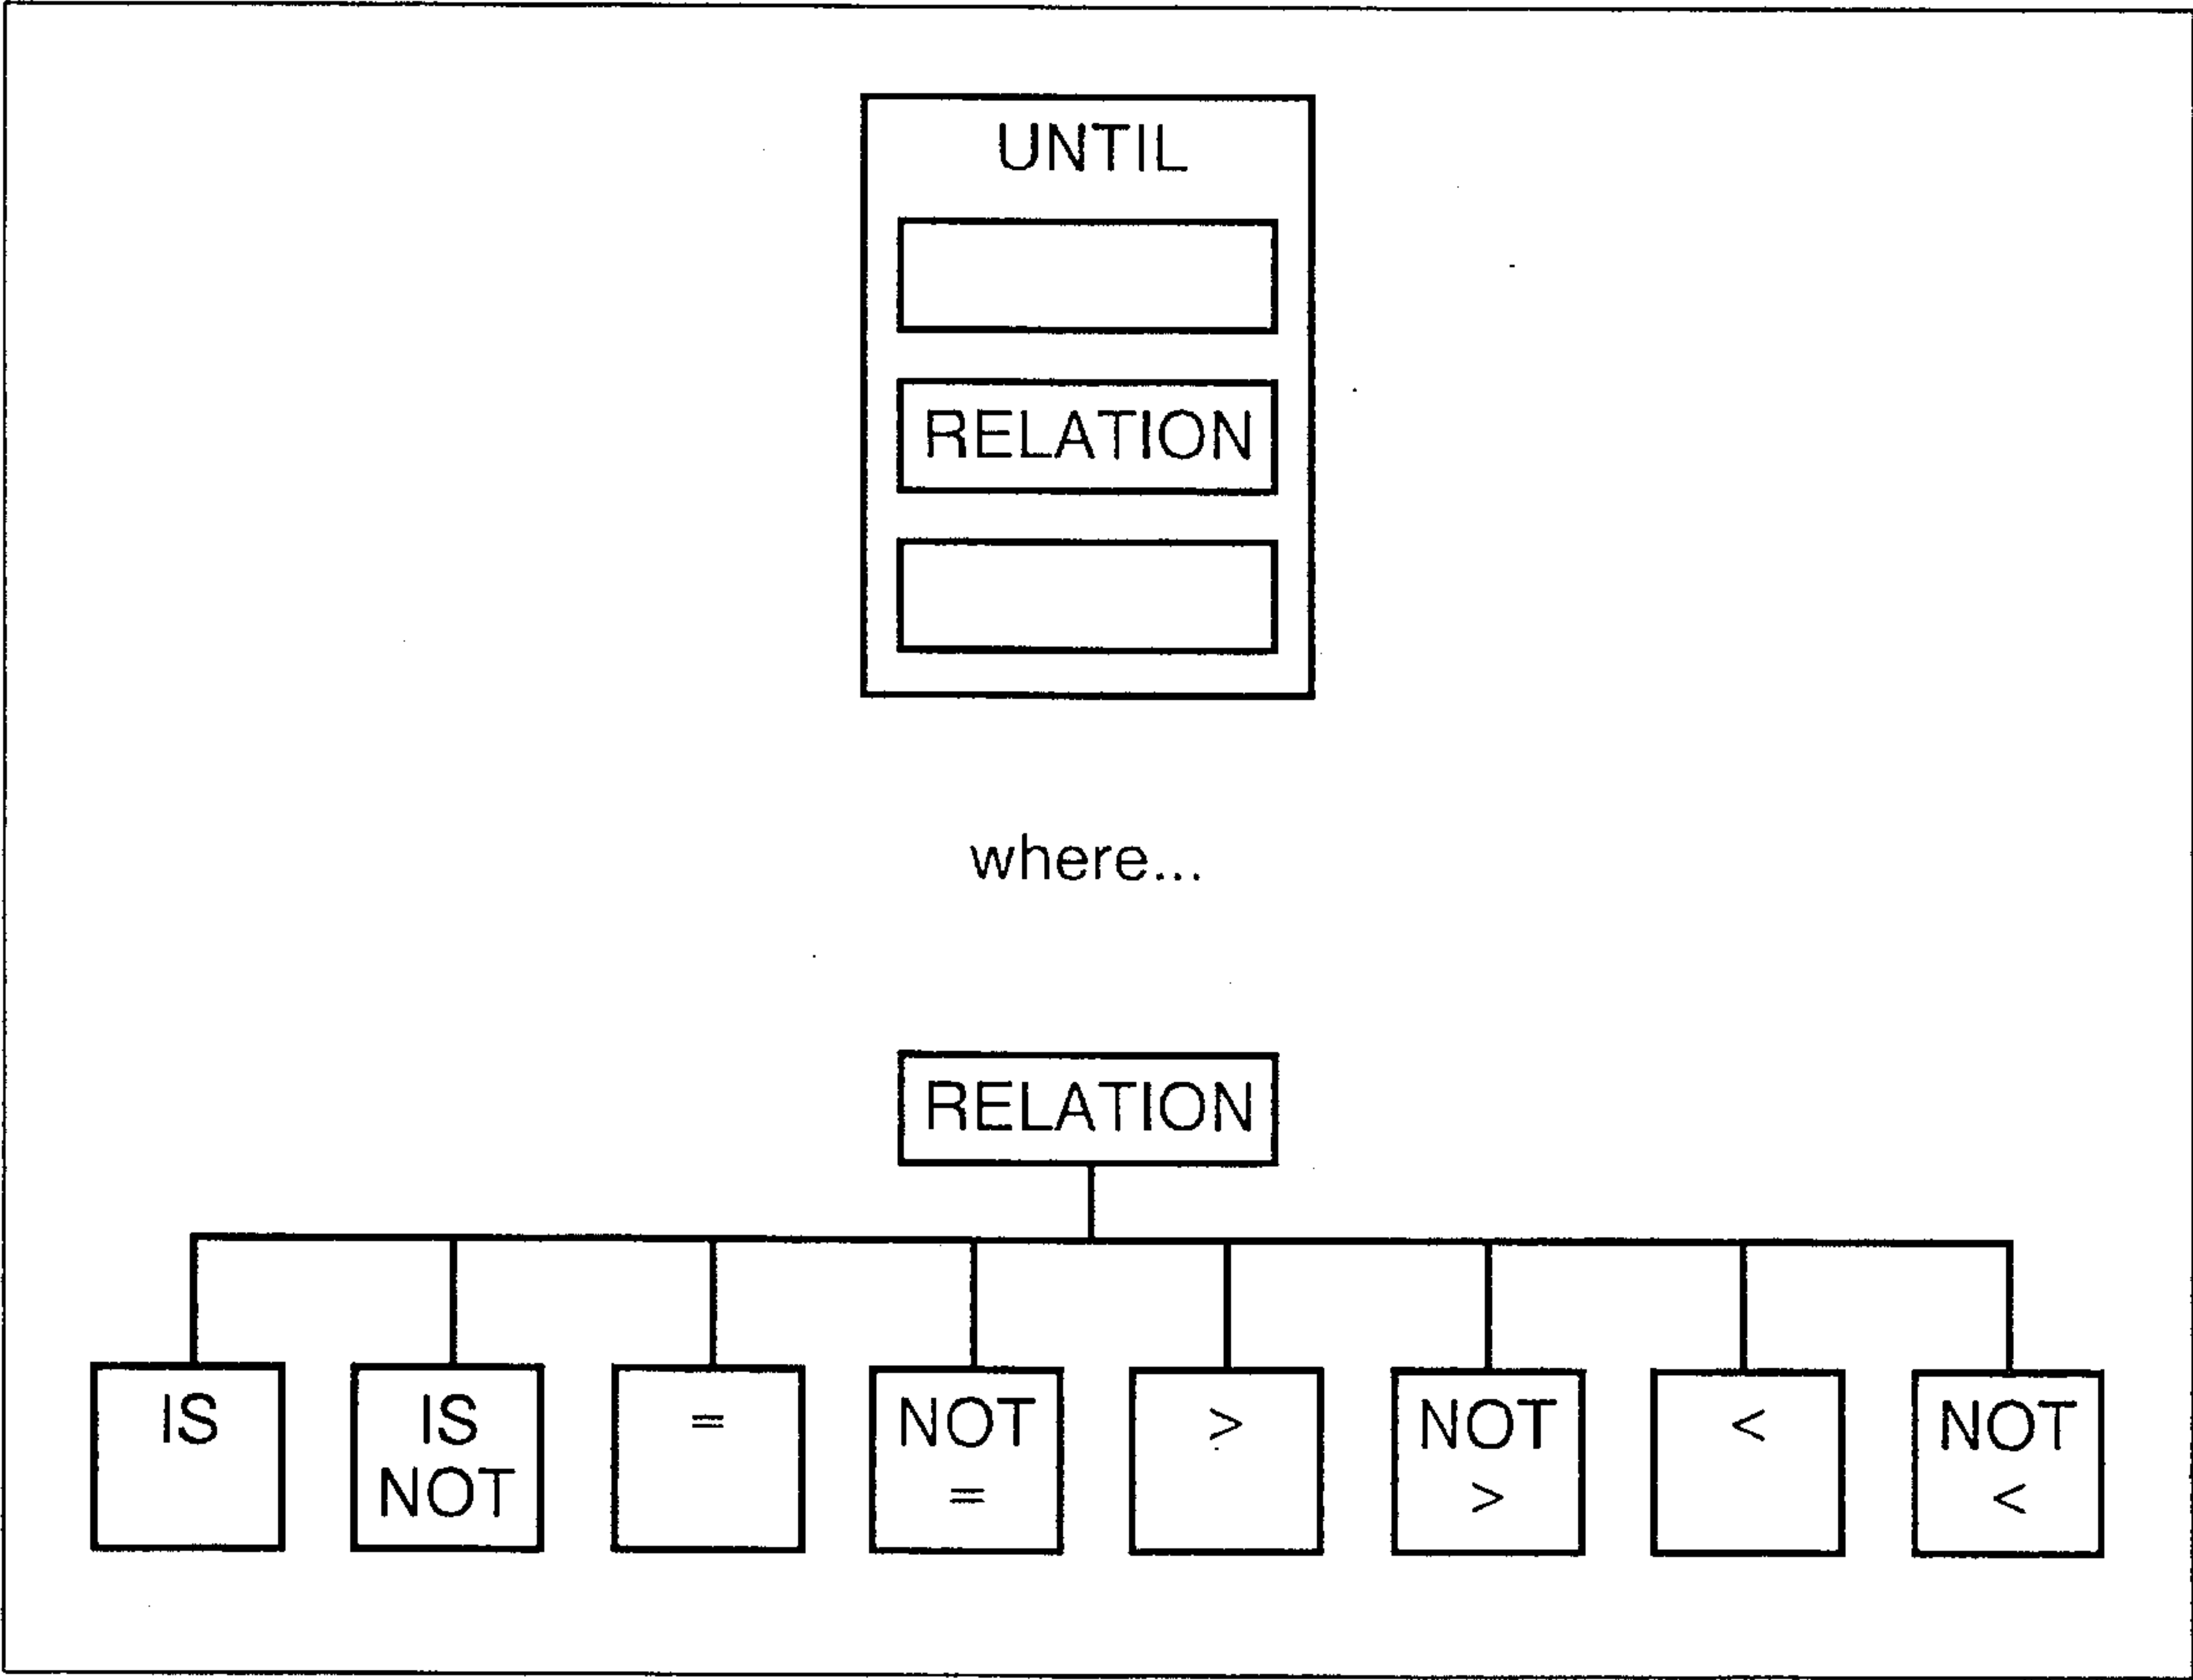 UNTIL
RELATION
where...
RELATION
IS
IS
NOT
=
NOT
=
>
NOT
>
<
NOT
<